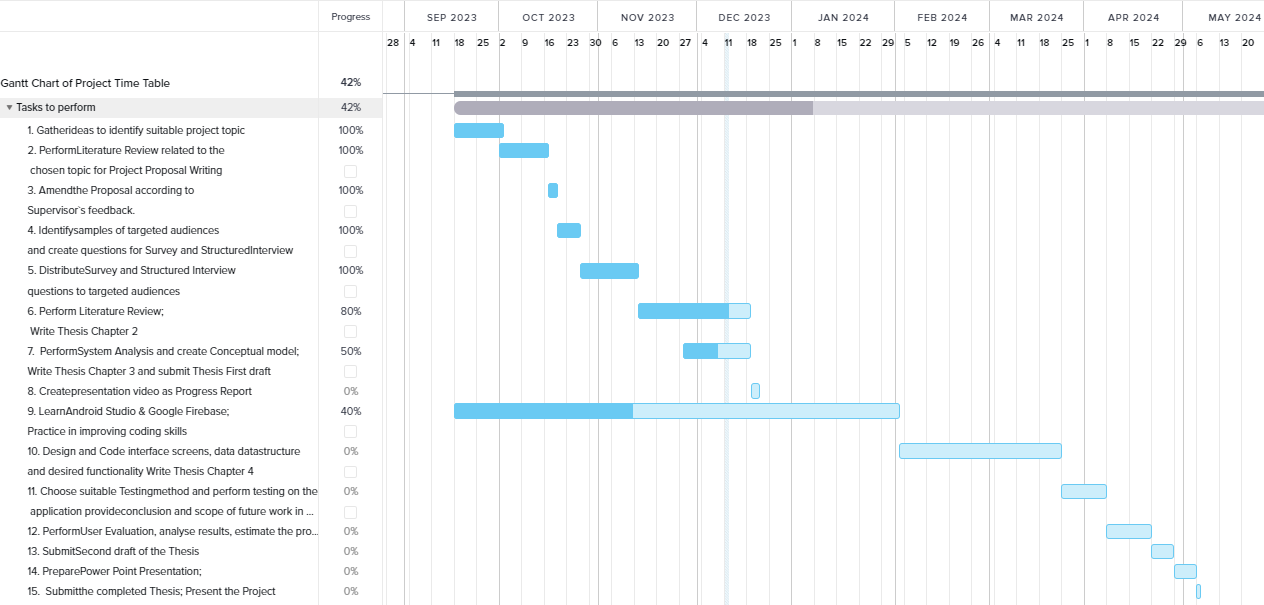 Progress SEP 2023 OCT 2023 NOV 2023 DEC 2023 JAN 2024 FEB 2024 MAR 2024 APR 2024 MAY 2024
28 4 11 18 25 2 9 16 23 30 6 13 20 27 4 11 18 25 1 8 15 22 29 5 12 19 26 4 11 18 25 1 8 15 22 29 6 13 20
Gantt Chart of Project Time Table 42%
Tasks to perform 42%
1. Gatherideas to identify suitable project topic 100%
2. PerformLiterature Review related to the 100%
chosen topic for Project Proposal Writing
3. Amendthe Proposal according to 100%
Supervisor`s feedback.
4. Identifysamples of targeted audiences 100%
and create questions for Survey and StructuredInterview
5. DistributeSurvey and Structured Interview 100%
questions to targeted audiences
6. Perform Literature Review; 80%
Write Thesis Chapter 2
7. PerformSystem Analysis and create Conceptual model; 50%
Write Thesis Chapter 3 and submit Thesis First draft
8. Createpresentation video as Progress Report 0%
9. LearnAndroid Studio & Google Firebase; 40%
Practice in improving coding skills
10. Design and Code interface screens, data datastructure 0%
and desired functionality Write Thesis Chapter 4
11. Choose suitable Testingmethod and perform testing on the 0%
application provideconclusion and scope of future work in ...
12. PerformUser Evaluation, analyse results, estimate the pro... 0%
13. SubmitSecond draft of the Thesis 0%
14. PreparePower Point Presentation; 0%
15. Submitthe completed Thesis; Present the Project 0%